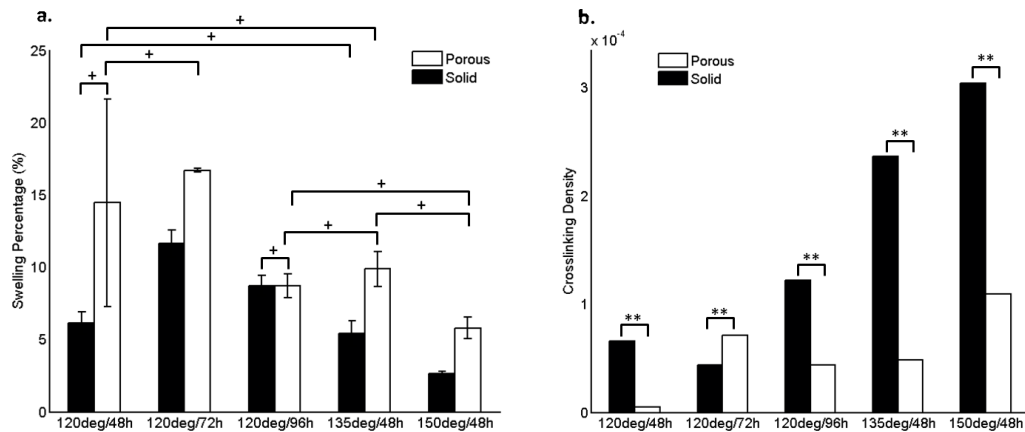 a.
+
+
+
+
25
20
15
10
5
0
Swelling Percentage (%)
Porous
Solid
+
+
+
+
120deg/48h 120deg/72h 120deg/96h 135deg/48h 150deg/48h
b.
x 10-4
3
2
1
0
Crosslinking Density
Porous
Solid
**
**
**
**
**
120deg/48h 120deg/72h 120deg/96h 135deg/48h 150deg/48h